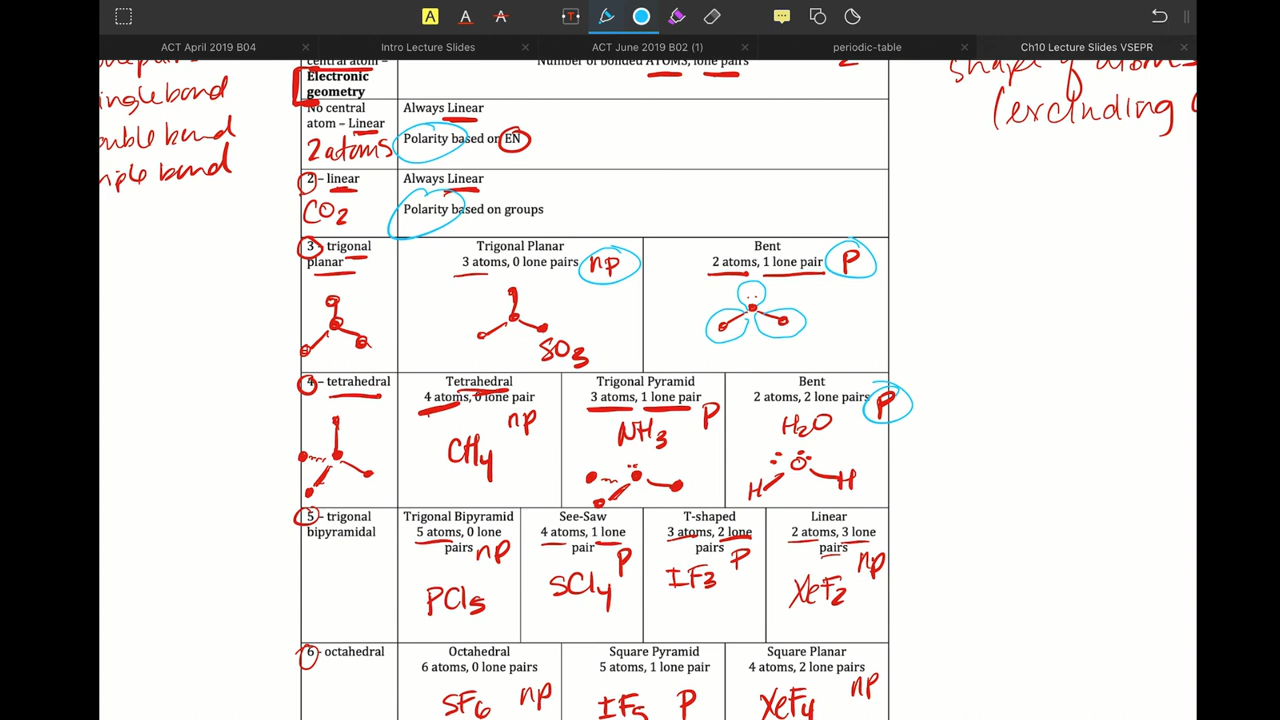 A A A T
ACT April 2019 B04 × Intro Lecture Slides × ACT June 2019 B02 (1) × periodic-table × Ch10 Lecture Slides VSEPR ×
central atom –
Electronic
geometry
Number of bonded ATOMS, lone pairs
2
shape of atoms
(excluding
single bond
double bond
triple bond
No central
atom – Linear
2 atoms
Always Linear
Polarity based on EN
2 – linear
CO2
Always Linear
Polarity based on groups
3 – trigonal
planar
Trigonal Planar
3 atoms, 0 lone pairs np
SO3
Bent
2 atoms, 1 lone pair P
4 – tetrahedral
Tetrahedral
4 atoms, 0 lone pair
np
CH4
Trigonal Pyramid
3 atoms, 1 lone pair
P
NH3
Bent
2 atoms, 2 lone pairs P
H2O
O
H H
5 – trigonal
bipyramidal
Trigonal Bipyramid
5 atoms, 0 lone
pairs np
PCl5
See-Saw
4 atoms, 1 lone
pair P
SCl4
T-shaped
3 atoms, 2 lone
pairs P
IF3
Linear
2 atoms, 3 lone
pairs np
XeF2
6 – octahedral
Octahedral
6 atoms, 0 lone pairs
SF6 np
Square Pyramid
5 atoms, 1 lone pair
IF5 P
Square Planar
4 atoms, 2 lone pairs
XeF4 np